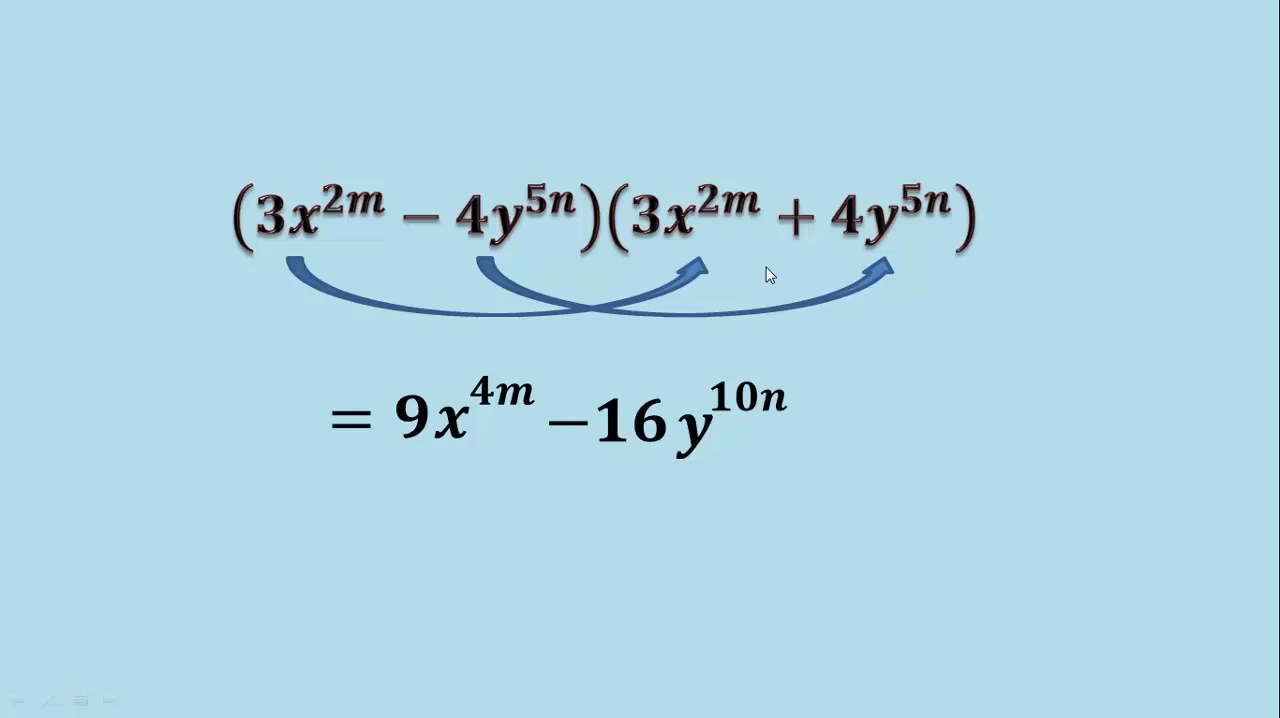 (3x^{2m} − 4y^{5n})(3x^{2m} + 4y^{5n})
= 9x^{4m} −16y^{10n}